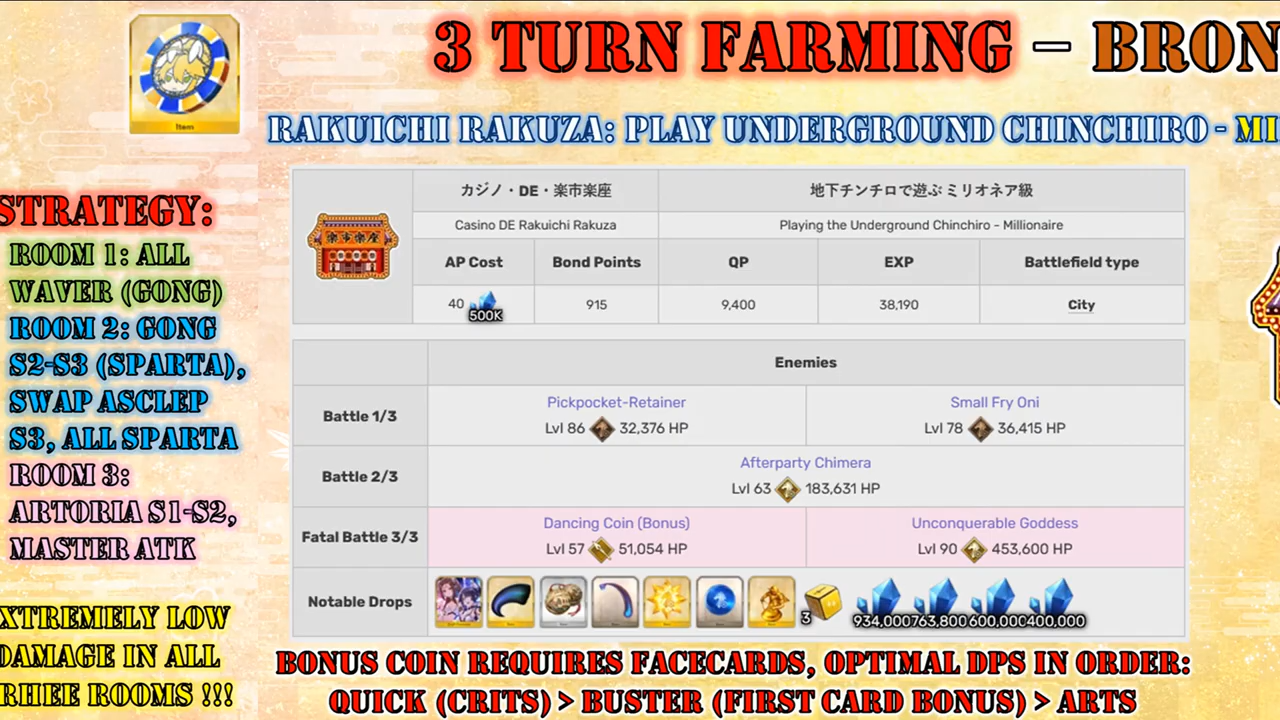 3 TURN FARMING – BRON
Item
RAKUICHI RAKUZA: PLAY UNDERGROUND CHINCHIRO - MI
カジノ・DE・楽市楽座
地下チンチロで遊ぶ ミリオネア級
Casino DE Rakuichi Rakuza
Playing the Underground Chinchiro - Millionaire
AP Cost
Bond Points
QP
EXP
Battlefield type
40
500K
915
9,400
38,190
City
Enemies
Battle 1/3
Pickpocket-Retainer
Lvl 86 32,376 HP
Small Fry Oni
Lvl 78 36,415 HP
Battle 2/3
Afterparty Chimera
Lvl 63 183,631 HP
Fatal Battle 3/3
Dancing Coin (Bonus)
Lvl 57 51,054 HP
Unconquerable Goddess
Lvl 90 453,600 HP
Notable Drops
3
934,000
763,800
600,000
400,000
STRATEGY:
ROOM 1: ALL
WAVER (GONG)
ROOM 2: GONG
S2-S3 (SPARTA),
SWAP ASCLEP
S3, ALL SPARTA
ROOM 3:
ARTORIA S1-S2,
MASTER ATK
XTREMELY LOW
DAMAGE IN ALL
RHEE ROOMS !!!
BONUS COIN REQUIRES FACECARDS, OPTIMAL DPS IN ORDER:
QUICK (CRITS) > BUSTER (FIRST CARD BONUS) > ARTS